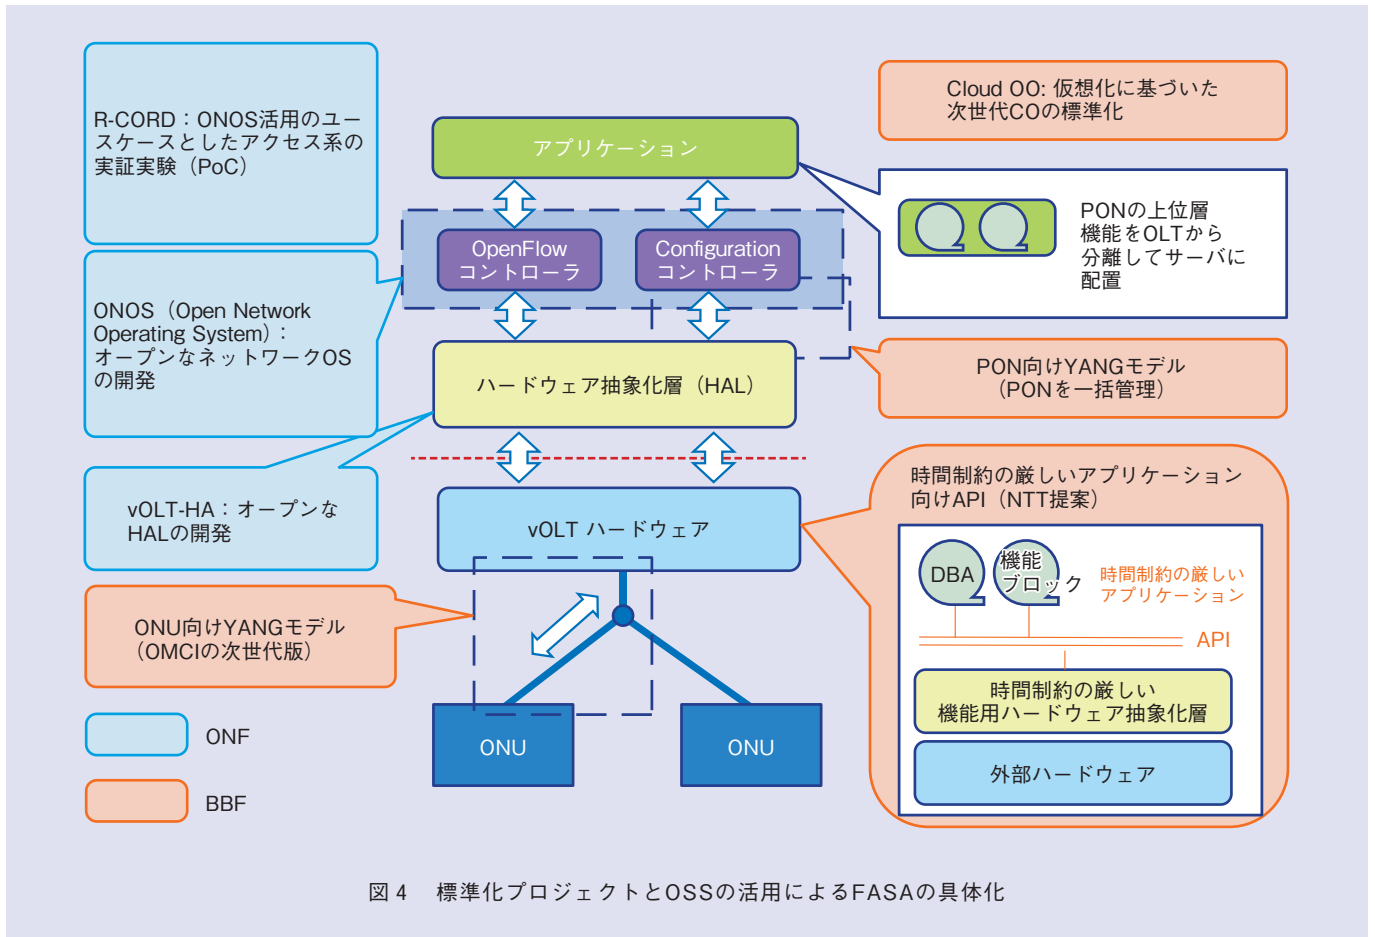 R-CORD：ONOS活用のユー
スケースとしたアクセス系の
実証実験（PoC）
ONOS（Open Network
Operating System）：
オープンなネットワークOS
の開発
vOLT-HA：オープンな
HALの開発
ONU向けYANGモデル
（OMCIの次世代版）
ONF
BBF
アプリケーション
OpenFlow
コントローラ
Configuration
コントローラ
ハードウェア抽象化層（HAL）
vOLT ハードウェア
ONU
ONU
Cloud OO: 仮想化に基づいた
次世代COの標準化
PONの上位層
機能をOLTから
分離してサーバに
配置
PON向けYANGモデル
（PONを一括管理）
時間制約の厳しいアプリケーション
向けAPI（NTT提案）
DBA
機能
ブロック
時間制約の厳しい
アプリケーション
API
時間制約の厳しい
機能用ハードウェア抽象化層
外部ハードウェア
図4　標準化プロジェクトとOSSの活用によるFASAの具体化